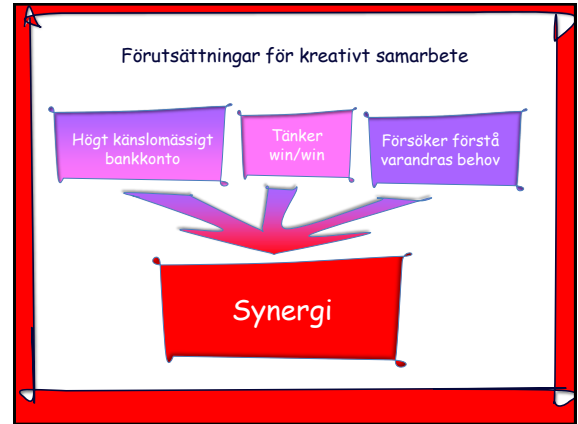 Förutsättningar för kreativt samarbete
Högt känslomässigt
bankkonto
Tänker
win/win
Försöker förstå
varandras behov
Synergi